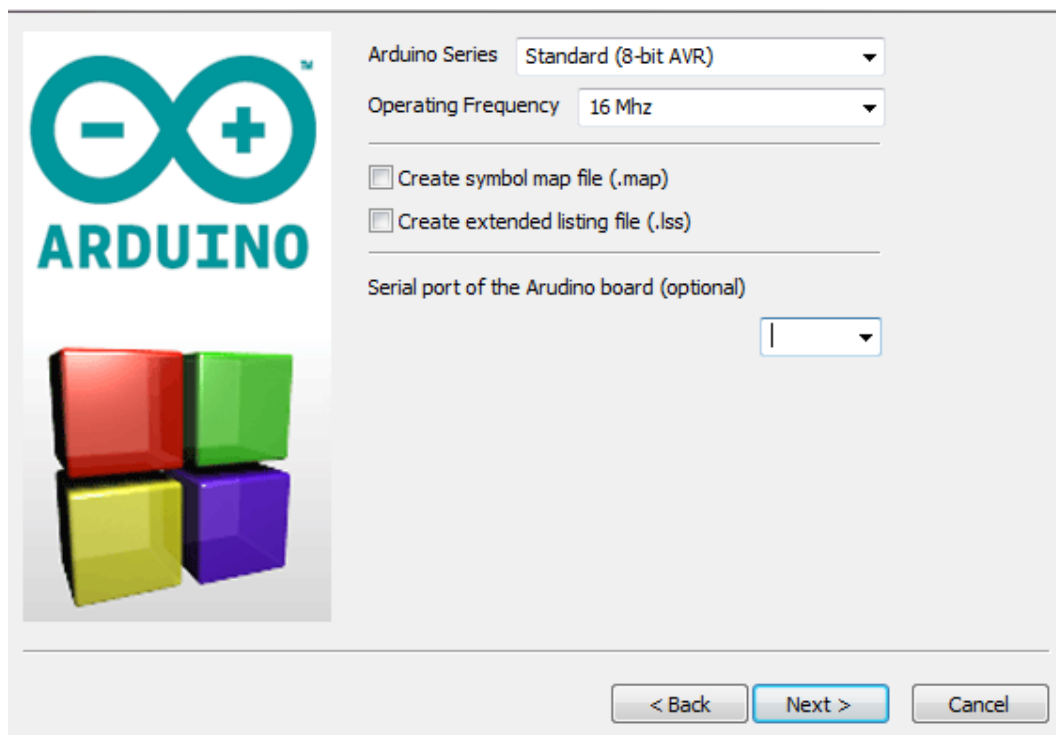 Arduino Series Standard (8-bit AVR)
Operating Frequency 16 Mhz
Create symbol map file (.map)
Create extended listing file (.lss)
Serial port of the Arudino board (optional)
TM
ARDUINO
< Back Next > Cancel